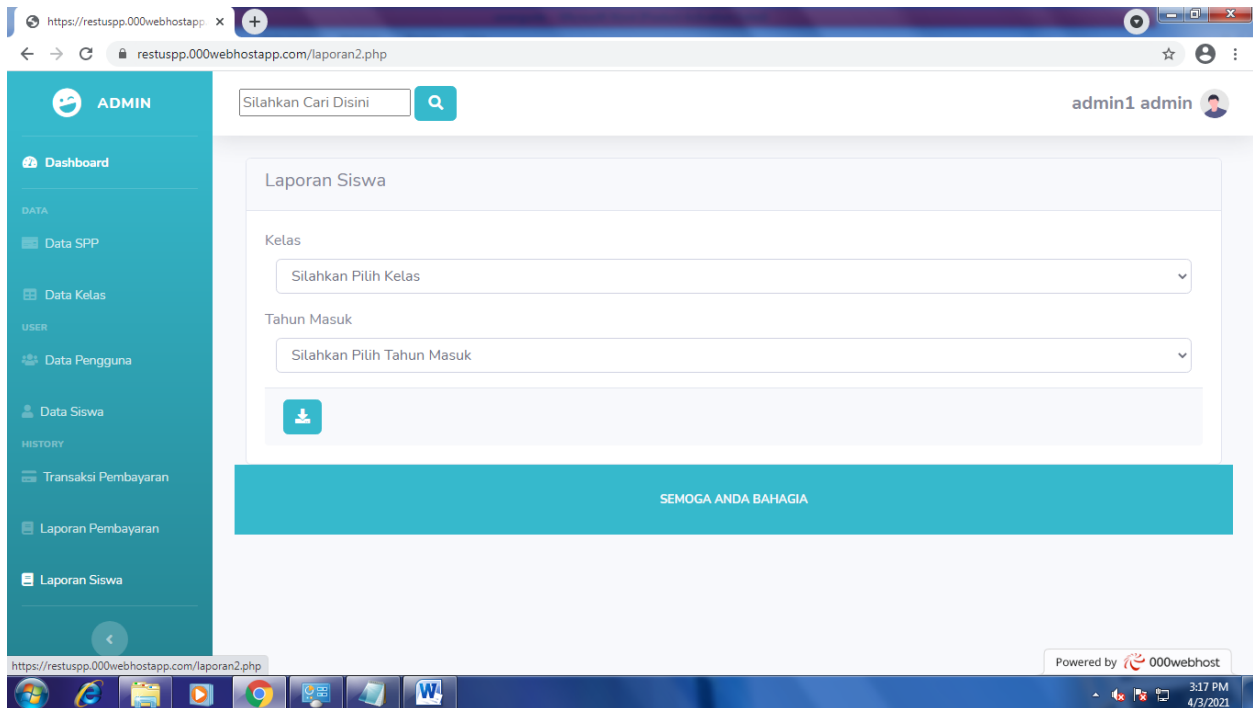 https://restuspp.000webhostapp.
restuspp.000webhostapp.com/laporan2.php
ADMIN
Silahkan Cari Disini
admin1 admin
Dashboard
Laporan Siswa
DATA
Data SPP
Kelas
Silahkan Pilih Kelas
Data Kelas
Tahun Masuk
USER
Silahkan Pilih Tahun Masuk
Data Pengguna
Data Siswa
HISTORY
Transaksi Pembayaran
SEMOGA ANDA BAHAGIA
Laporan Pembayaran
Laporan Siswa
https://restuspp.000webhostapp.com/laporan2.php
Powered by 000webhost
3:17 PM
4/3/2021